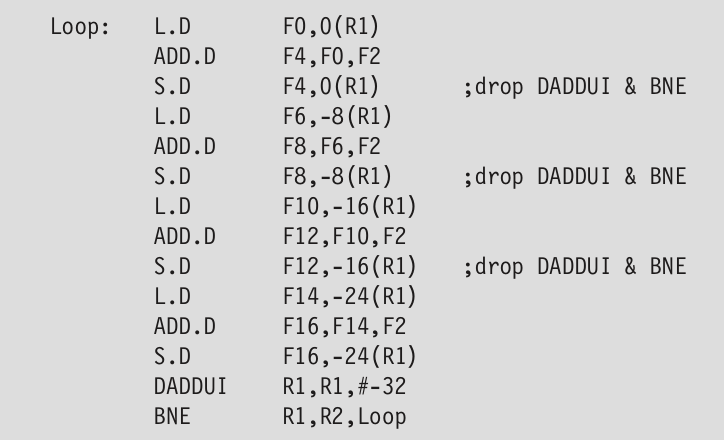 Loop: L.D F0,0(R1)
ADD.D F4,F0,F2
S.D F4,0(R1) ;drop DADDUI & BNE
L.D F6,-8(R1)
ADD.D F8,F6,F2
S.D F8,-8(R1) ;drop DADDUI & BNE
L.D F10,-16(R1)
ADD.D F12,F10,F2
S.D F12,-16(R1) ;drop DADDUI & BNE
L.D F14,-24(R1)
ADD.D F16,F14,F2
S.D F16,-24(R1)
DADDUI R1,R1,#-32
BNE R1,R2,Loop